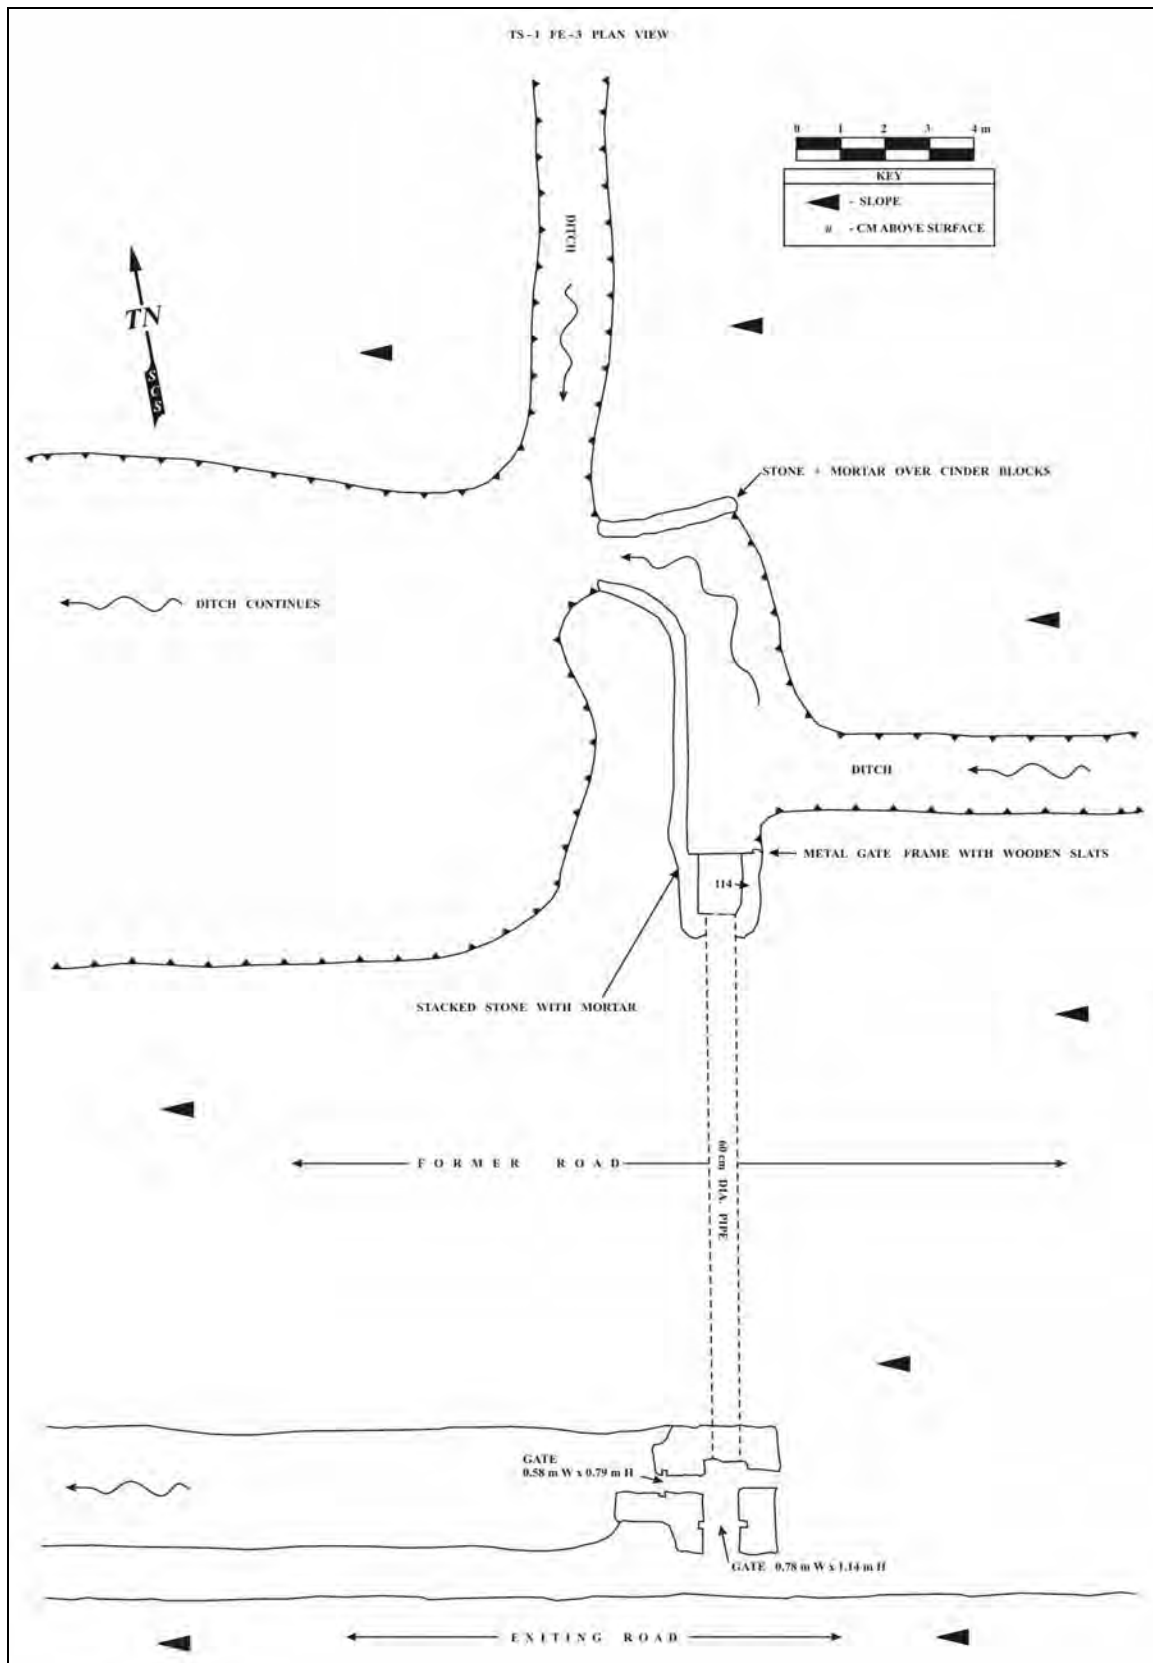 TS-1 FE-3 PLAN VIEW
0 1 2 3 4 m
KEY
- SLOPE
# - CM ABOVE SURFACE
DITCH
TN
SCS
STONE + MORTAR OVER CINDER BLOCKS
DITCH CONTINUES
DITCH
METAL GATE FRAME WITH WOODEN SLATS
114
STACKED STONE WITH MORTAR
FORMER ROAD
60 cm DIA. PIPE
GATE
0.58 m W x 0.79 m H
GATE 0.78 m W x 1.14 m H
EXITING ROAD